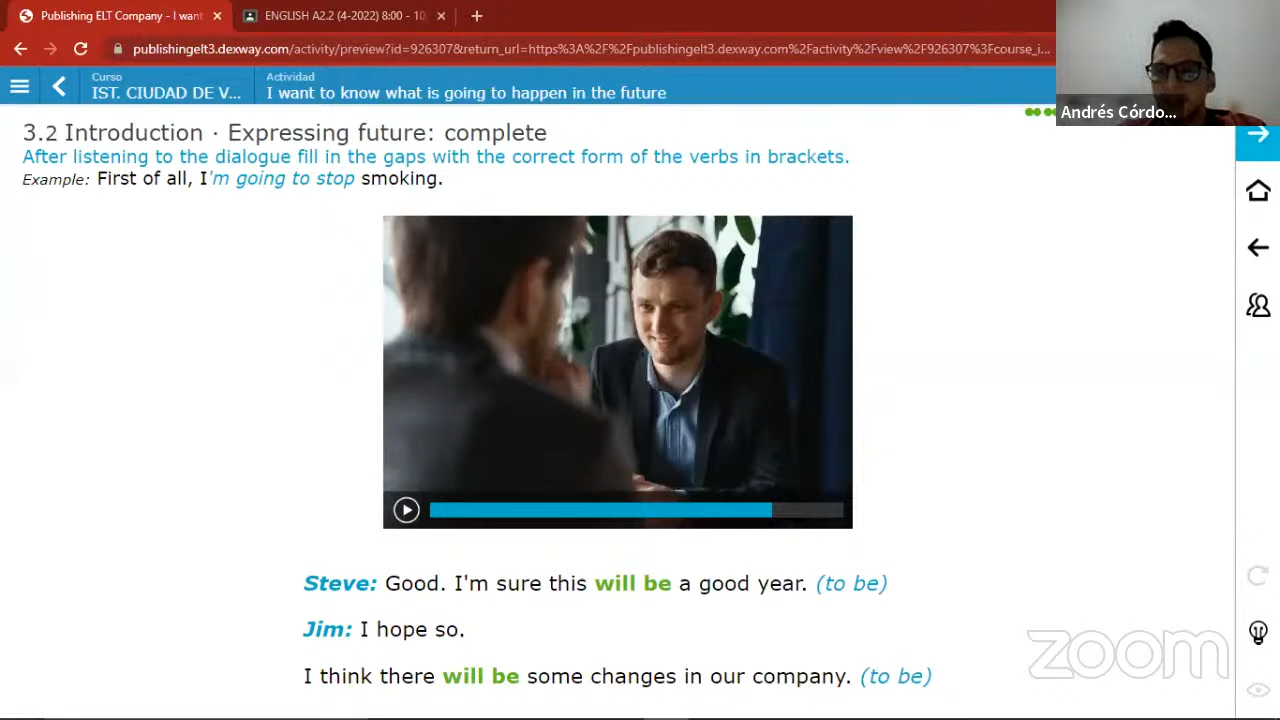 Publishing ELT Company - I want
ENGLISH A2.2 (4-2022) 8:00 - 10
publishingelt3.dexway.com/activity/preview?id=926307&return_url=https%3A%2F%2Fpublishingelt3.dexway.com%2Factivity%2Fview%2F926307%3Fcourse_i...
Curso
IST. CIUDAD DE V...
Actividad
I want to know what is going to happen in the future
Andrés Córdo...
3.2 Introduction · Expressing future: complete
After listening to the dialogue fill in the gaps with the correct form of the verbs in brackets.
Example: First of all, I'm going to stop smoking.
Steve: Good. I'm sure this will be a good year. (to be)
Jim: I hope so.
I think there will be some changes in our company. (to be)
zoom